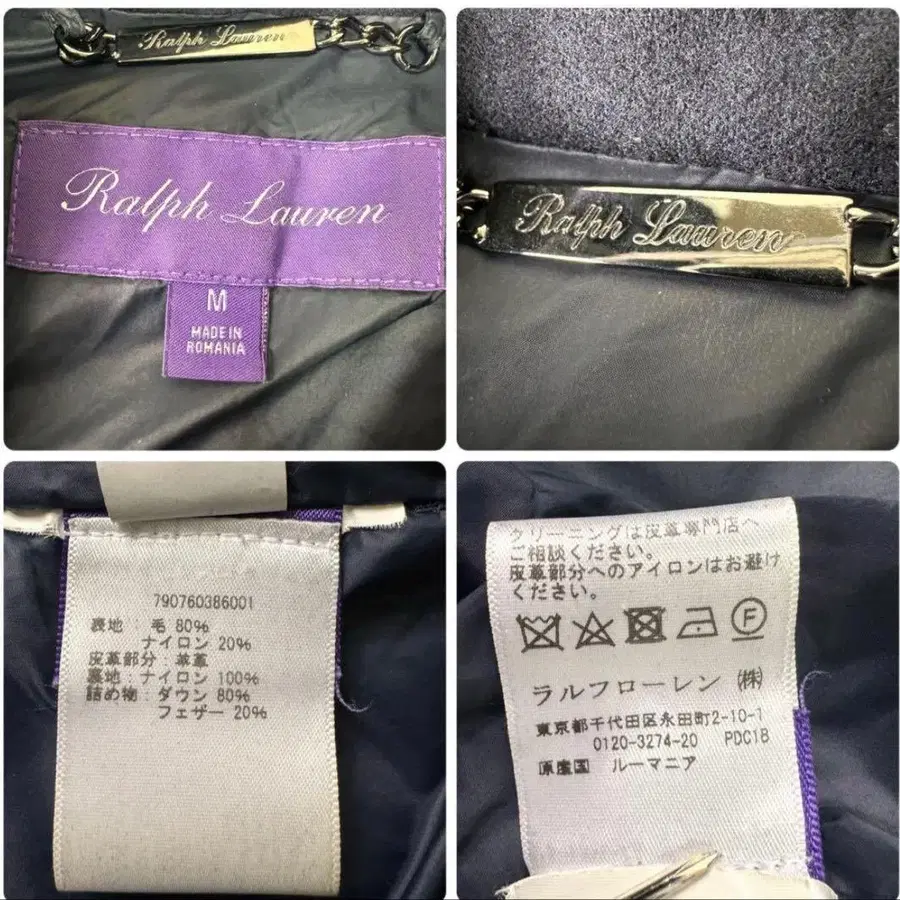 Ralph Lauren
Ralph Lauren
M
MADE IN
ROMANIA
Ralph Lauren
790760386001
表地 : 毛 80%
ナイロン 20%
皮革部分 : 羊革
裏地 : ナイロン 100%
詰め物 : ダウン 80%
フェザー 20%
クリーニングは皮革専門店へ
ご相談ください。
皮革部分へのアイロンはお避け
ください。
F
ラルフローレン ㈱
東京都千代田区永田町2-10-1
0120-3274-20 PDC18
原産国 ルーマニア